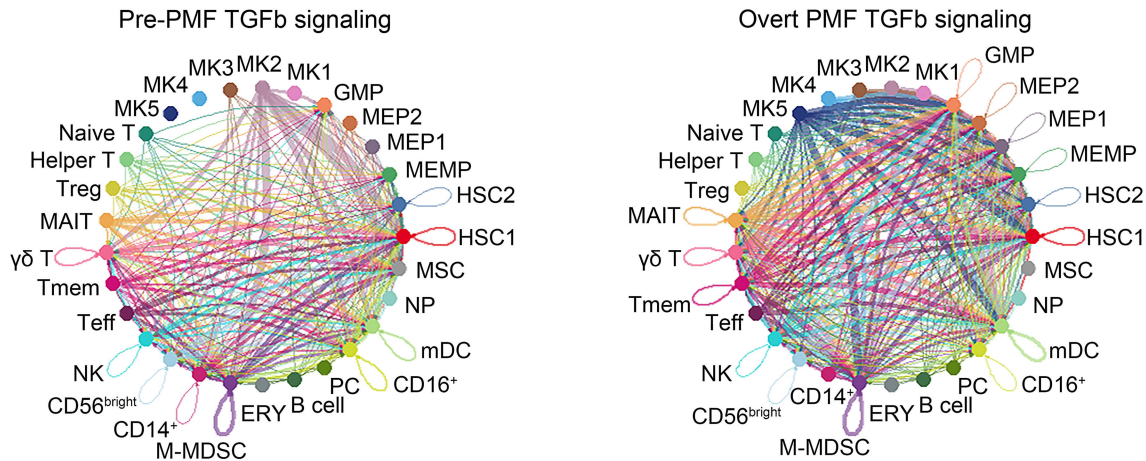 Pre-PMF TGFb signaling
MK2
MK3
MK1
MK4
GMP
MK5
MEP2
Naive T
MEP1
Helper T
MEMP
Treg
HSC2
MAIT
HSC1
γδ T
MSC
Tmem
NP
Teff
mDC
NK
CD16⁺
CD56ᵇʳⁱᵍʰᵗ
PC
CD14⁺
B cell
ERY
M-MDSC
Overt PMF TGFb signaling
GMP
MK2
MK3
MK1
MK4
MEP2
MK5
MEP1
Naive T
MEMP
Helper T
HSC2
Treg
MAIT
HSC1
γδ T
MSC
Tmem
NP
Teff
mDC
NK
CD16⁺
CD56ᵇʳⁱᵍʰᵗ
PC
CD14⁺
B cell
ERY
M-MDSC